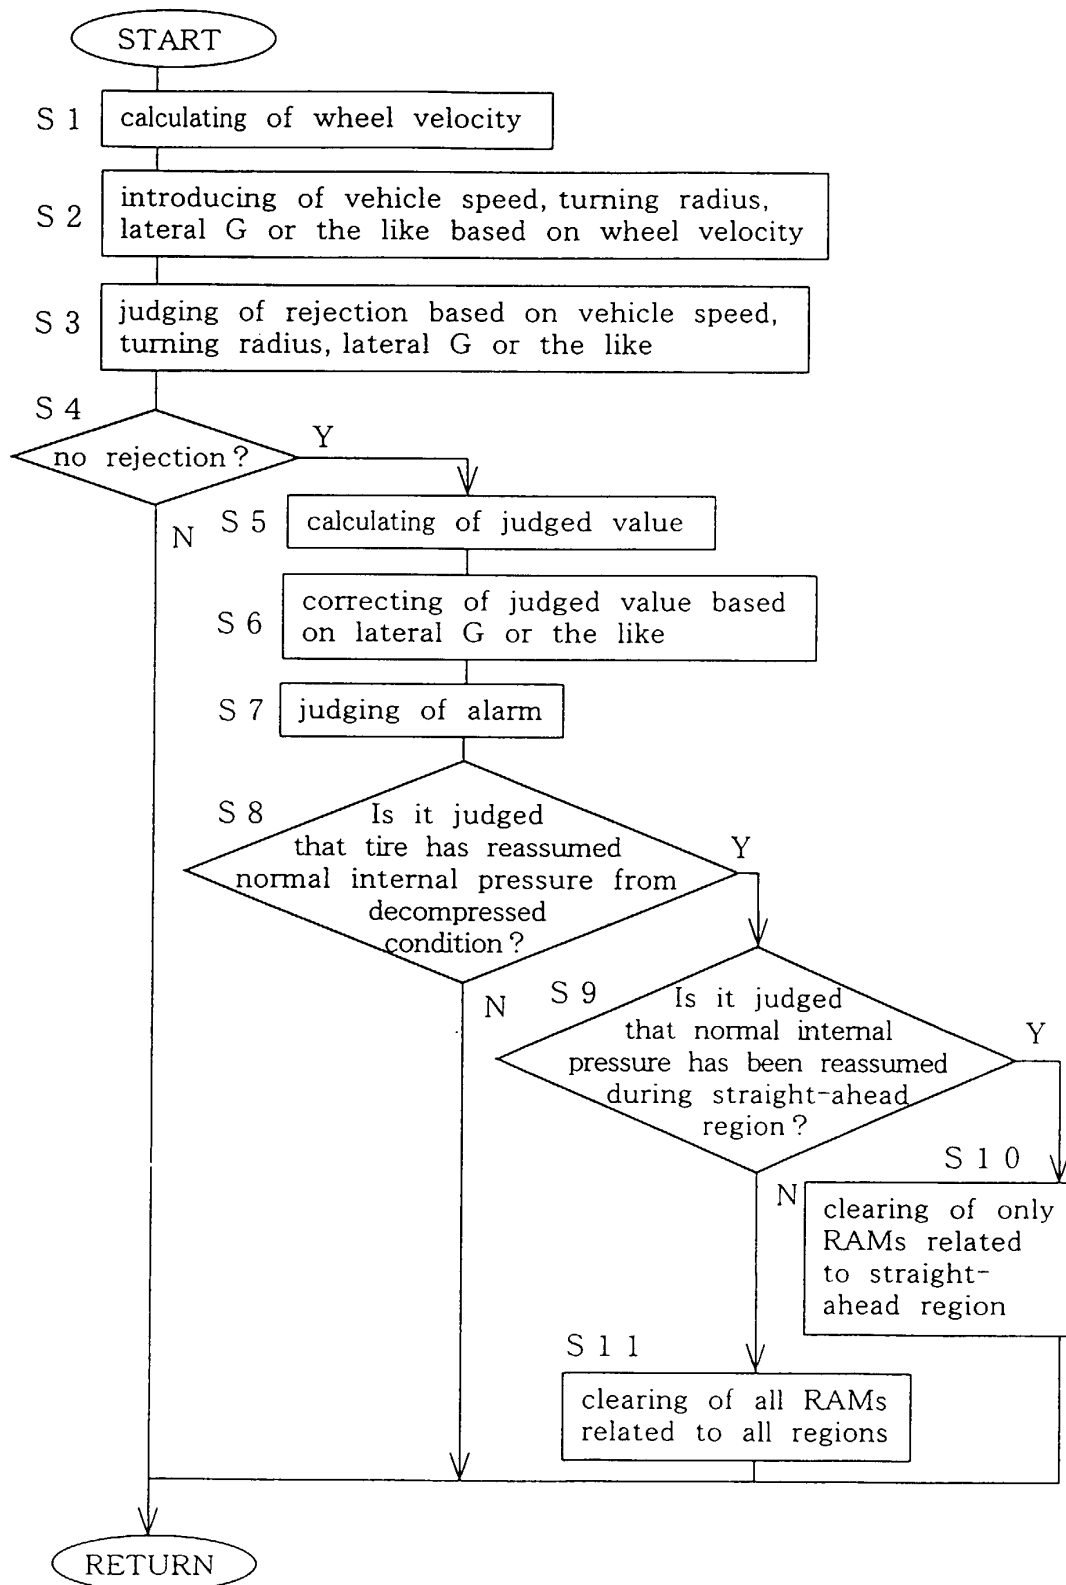 START
S 1
calculating of wheel velocity
S 2
introducing of vehicle speed, turning radius,
lateral G or the like based on wheel velocity
S 3
judging of rejection based on vehicle speed,
turning radius, lateral G or the like
S 4
no rejection ?
Y
N
S 5
calculating of judged value
S 6
correcting of judged value based
on lateral G or the like
S 7
judging of alarm
S 8
Is it judged
that tire has reassumed
normal internal pressure from
decompressed
condition ?
Y
N
S 9
Is it judged
that normal internal
pressure has been reassumed
during straight-ahead
region ?
Y
N
S 1 0
clearing of only
RAMs related
to straight-
ahead region
S 1 1
clearing of all RAMs
related to all regions
RETURN